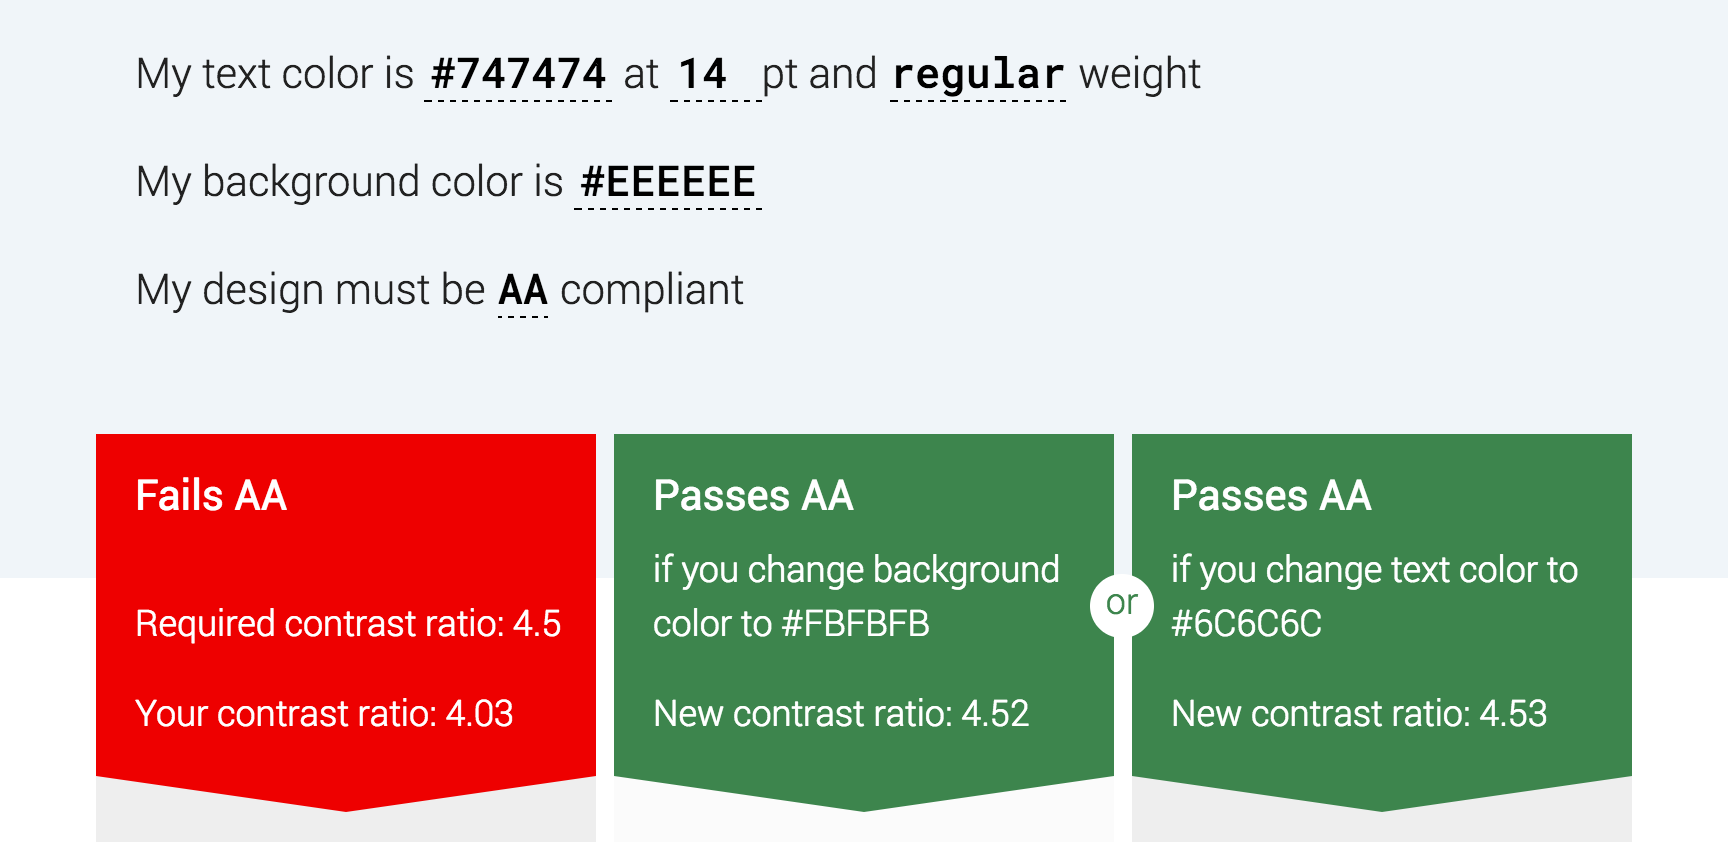 My text color is #747474 at 14 pt and regular weight
My background color is #EEEEEE
My design must be AA compliant
Fails AA
Required contrast ratio: 4.5
Your contrast ratio: 4.03
Passes AA
if you change background
color to #FBFBFB
New contrast ratio: 4.52
or
Passes AA
if you change text color to
#6C6C6C
New contrast ratio: 4.53